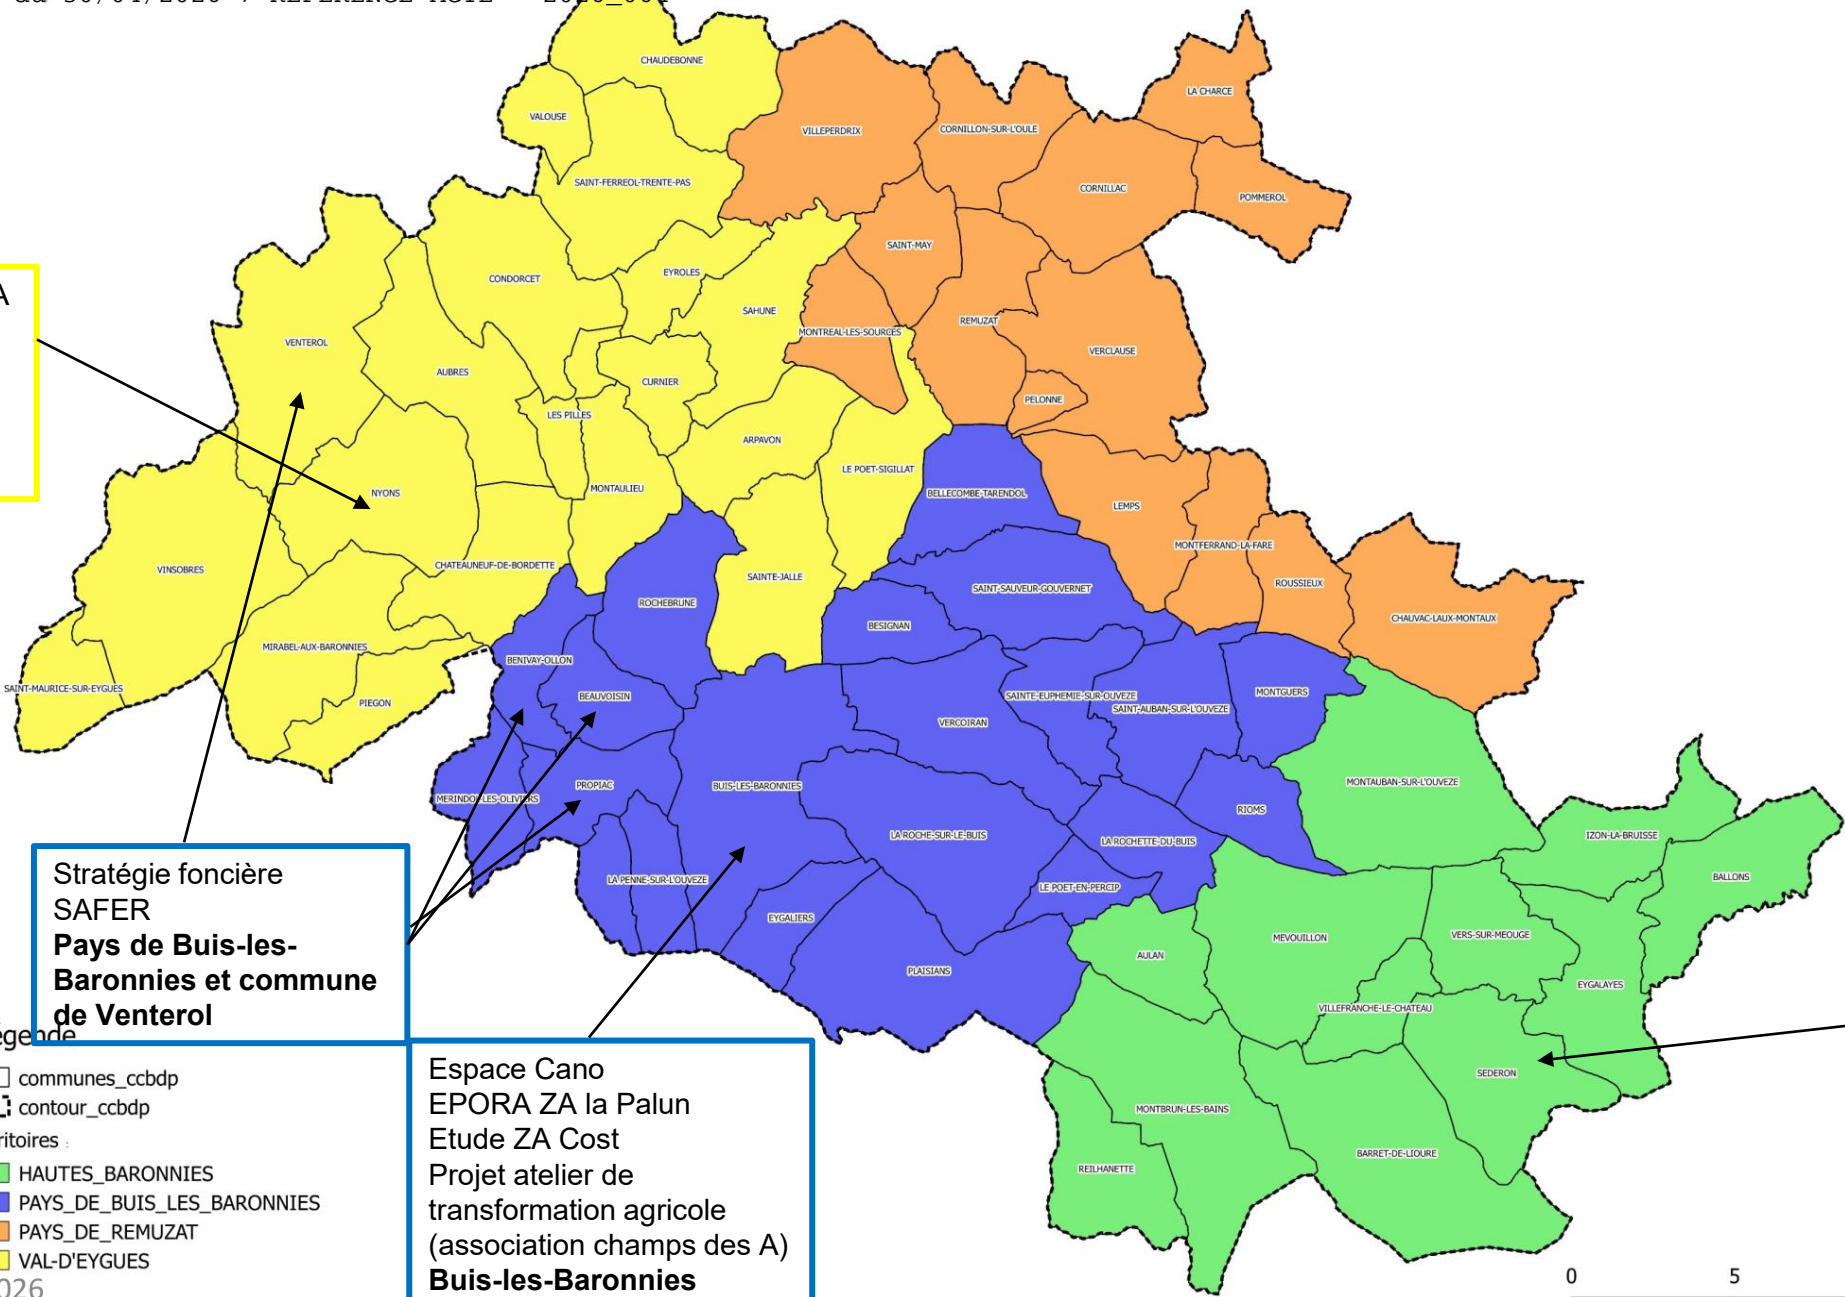 CHAUDEBONNE
LA CHARCE
VALOUSE
VILLEPERDRIX
CORNILLON-SUR-L'OULE
SAINT-FERREOL-TRENTE-PAS
CORNILLAC
POMMEROL
SAINT-MAY
EYROLES
CONDORCET
A
SAHUNE
REMUZAT
MONTREAL-LES-SOURCES
VENTEROL
VERCLAUSE
AUBRES
CURNIER
PELONNE
LES PILLES
ARPAVON
LE POET-SIGILLAT
MONTAULIEU
NYONS
BELLECOMBE-TARENDOL
LEMPS
MONTFERRAND-LA-FARE
CHATEAUNEUF-DE-BORDETTE
VINSOBRES
SAINTE-JALLE
ROUSSIEUX
SAINT-SAUVEUR-GOUVERNET
ROCHEBRUNE
CHAUVAC-LAUX-MONTAUX
BESIGNAN
MIRABEL-AUX-BARONNIES
BENIVAY-OLLON
SAINT-MAURICE-SUR-EYGUES
BEAUVOISIN
SAINTE-EUPHEMIE-SUR-OUVEZE
MONTGUERS
PIEGON
SAINT-AUBAN-SUR-L'OUVEZE
VERCOIRAN
MONTAUBAN-SUR-L'OUVEZE
PROPIAC
BUIS-LES-BARONNIES
MERINDOL-LES-OLIVIERS
RIOMS
LA ROCHE-SUR-LE-BUIS
IZON-LA-BRUISSE
LA ROCHETTE-DU-BUIS
LA PENNE-SUR-L'OUVEZE
LE POET-EN-PERCIP
BALLONS
EYGALIERS
MEVOUILLON
VERS-SUR-MEOUGE
AULAN
PLAISIANS
EYGALAYES
VILLEFRANCHE-LE-CHATEAU
SEDERON
MONTBRUN-LES-BAINS
BARRET-DE-LIOURE
REILHANETTE
Stratégie foncière
SAFER
Pays de Buis-les-
Baronnies et commune
de Venterol
égende
communes_ccbdp
contour_ccbdp
ritoires :
HAUTES_BARONNIES
PAYS_DE_BUIS_LES_BARONNIES
PAYS_DE_REMUZAT
VAL-D'EYGUES
026
Espace Cano
EPORA ZA la Palun
Etude ZA Cost
Projet atelier de
transformation agricole
(association champs des A)
Buis-les-Baronnies
0 5